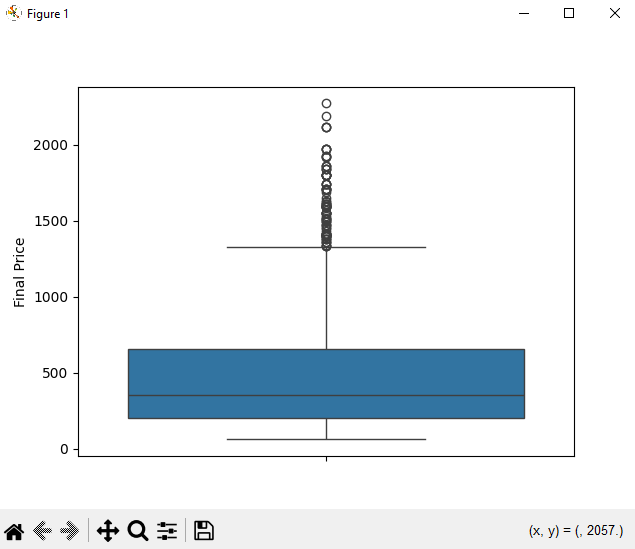 Figure 1
2000
1500
1000
500
0
Final Price
(x, y) = (, 2057.)